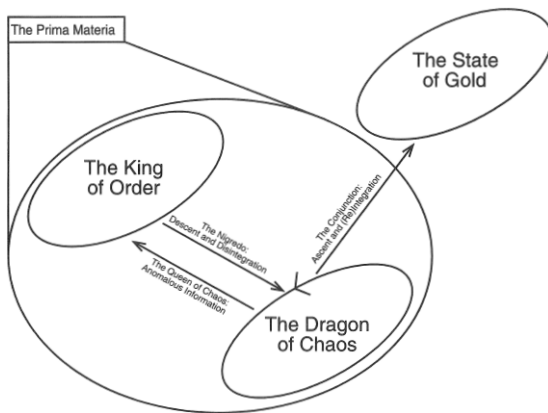 The Prima Materia
The State
of Gold
The King
of Order
The Nigredo:
Descent and Disintegration
The Queen of Chaos:
Anomalous Information
The Conjunction:
Ascent and (Re)Integration
The Dragon
of Chaos